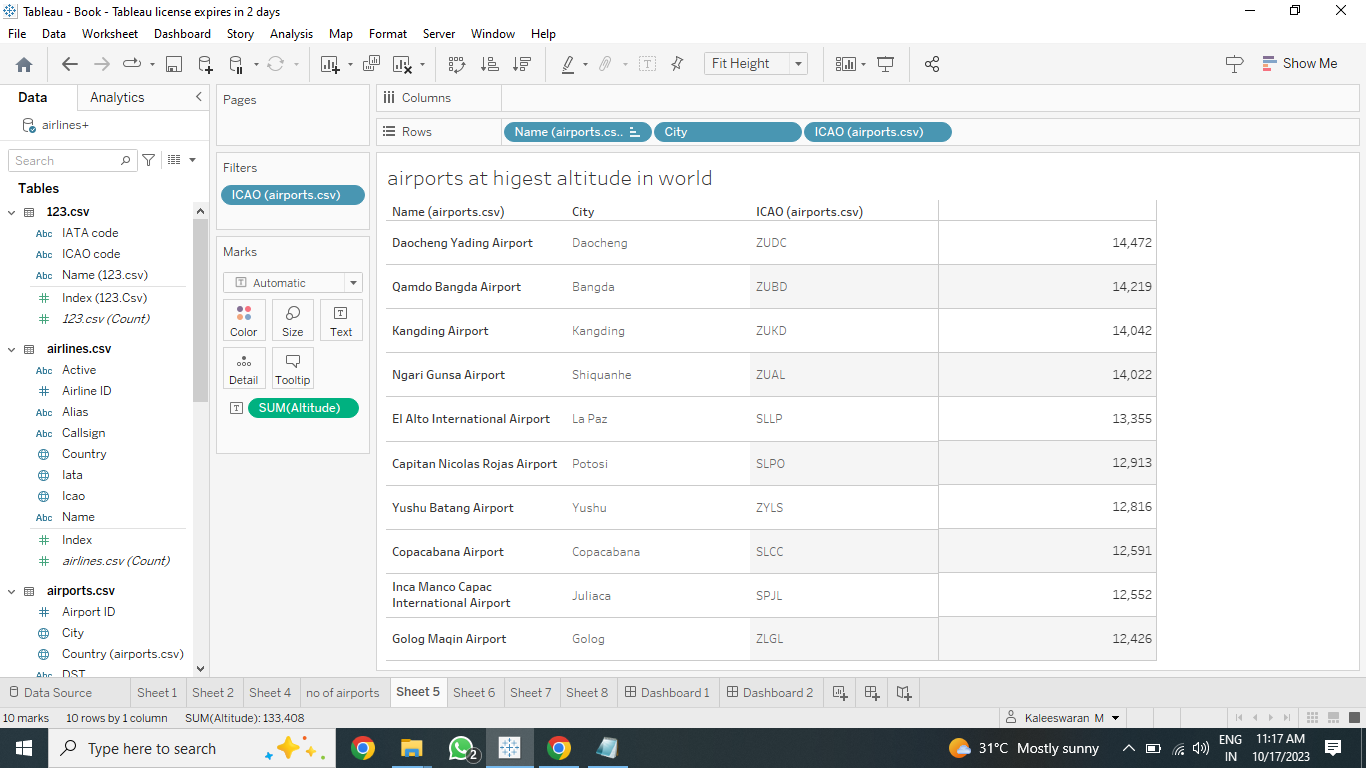 Tableau - Book - Tableau license expires in 2 days
File Data Worksheet Dashboard Story Analysis Map Format Server Window Help
Fit Height
Show Me
Data Analytics
airlines+
Search
Tables
123.csv
Abc IATA code
Abc ICAO code
Abc Name (123.csv)
# Index (123.Csv)
# 123.csv (Count)
airlines.csv
Abc Active
# Airline ID
Abc Alias
Abc Callsign
Country
Iata
Icao
Abc Name
# Index
# airlines.csv (Count)
airports.csv
# Airport ID
City
Country (airports.csv)
Abc DST
Pages
Filters
ICAO (airports.csv)
Marks
T Automatic
Color Size Text
Detail Tooltip
SUM(Altitude)
Columns
Rows Name (airports.cs.. City ICAO (airports.csv)
airports at higest altitude in world
Name (airports.csv) City ICAO (airports.csv)
Daocheng Yading Airport Daocheng ZUDC 14,472
Qamdo Bangda Airport Bangda ZUBD 14,219
Kangding Airport Kangding ZUKD 14,042
Ngari Gunsa Airport Shiquanhe ZUAL 14,022
El Alto International Airport La Paz SLLP 13,355
Capitan Nicolas Rojas Airport Potosi SLPO 12,913
Yushu Batang Airport Yushu ZYLS 12,816
Copacabana Airport Copacabana SLCC 12,591
Inca Manco Capac
International Airport Juliaca SPJL 12,552
Golog Maqin Airport Golog ZLGL 12,426
Data Source Sheet 1 Sheet 2 Sheet 4 no of airports Sheet 5 Sheet 6 Sheet 7 Sheet 8 Dashboard 1 Dashboard 2
10 marks 10 rows by 1 column SUM(Altitude): 133,408 Kaleeswaran M
Type here to search
2
31°C Mostly sunny
ENG
IN
11:17 AM
10/17/2023